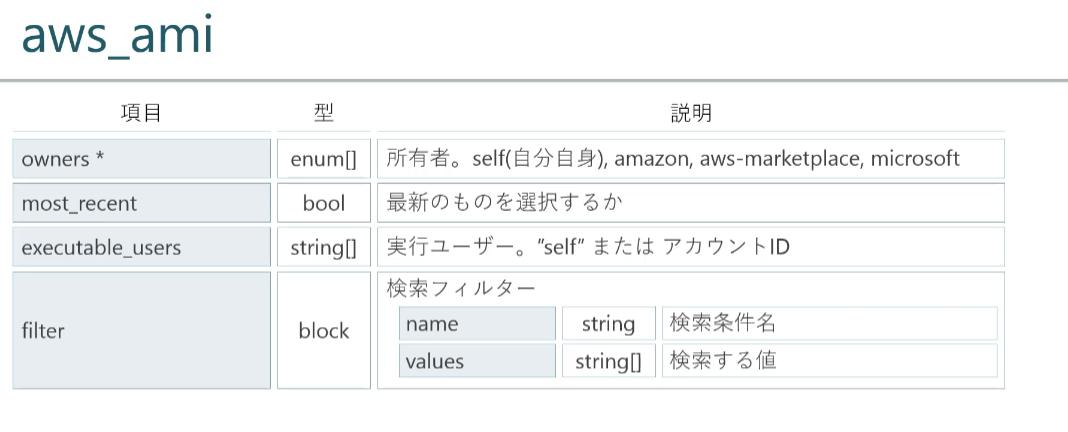 aws_ami
項目 型 説明
owners * enum[] 所有者。self(自分自身), amazon, aws-marketplace, microsoft
most_recent bool 最新のものを選択するか
executable_users string[] 実行ユーザー。”self” または アカウントID
filter block 検索フィルター
name string 検索条件名
values string[] 検索する値